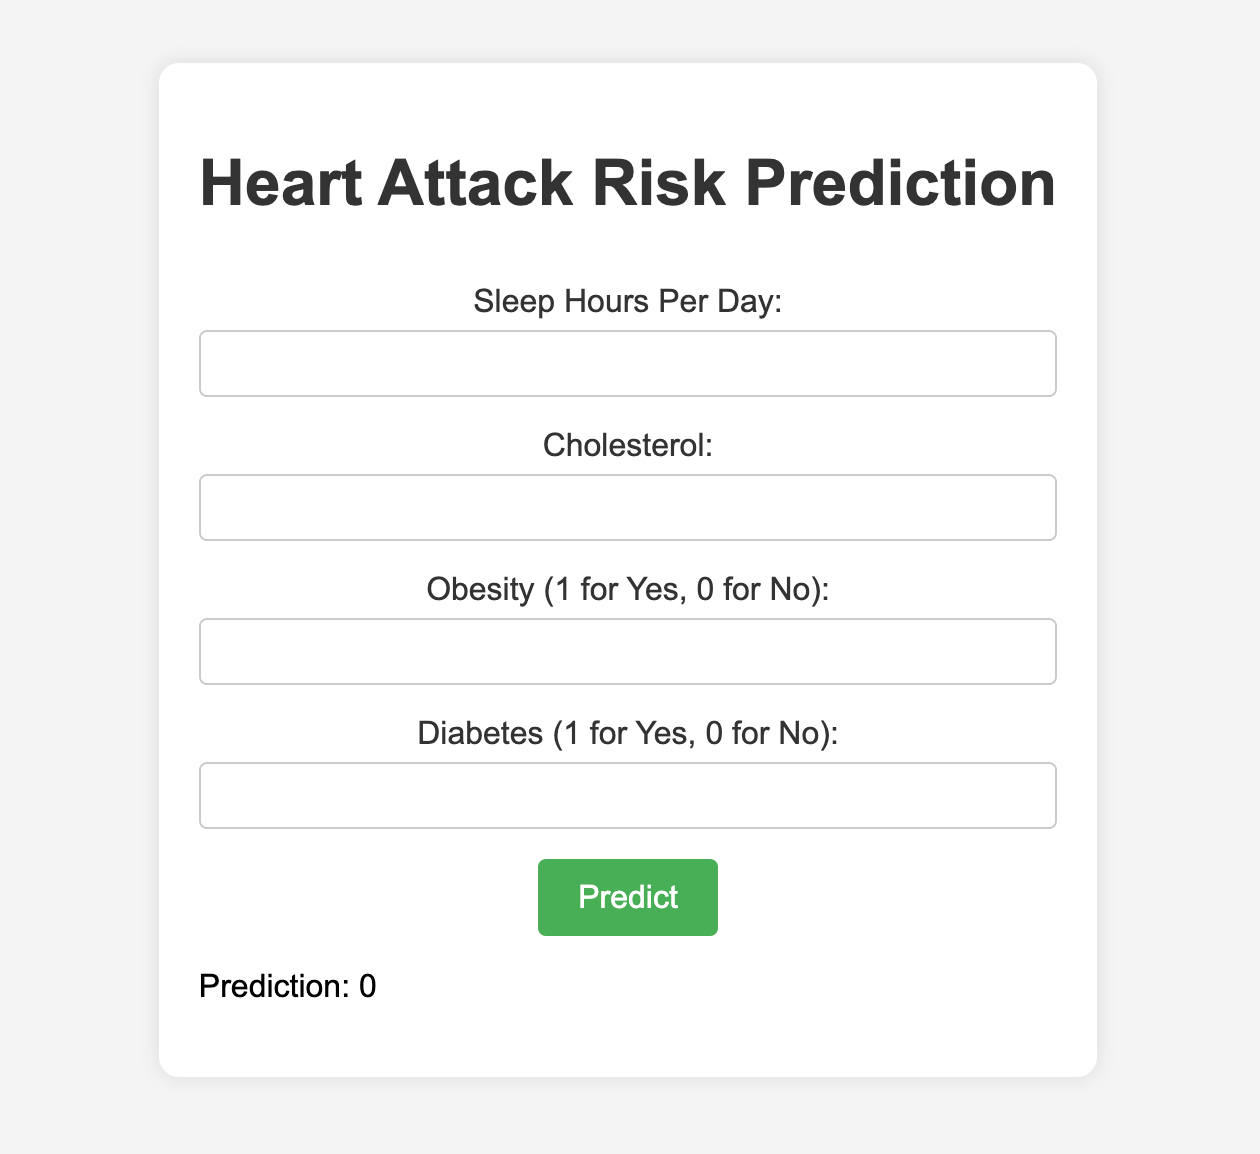 Heart Attack Risk Prediction
Sleep Hours Per Day:
Cholesterol:
Obesity (1 for Yes, 0 for No):
Diabetes (1 for Yes, 0 for No):
Predict
Prediction: 0